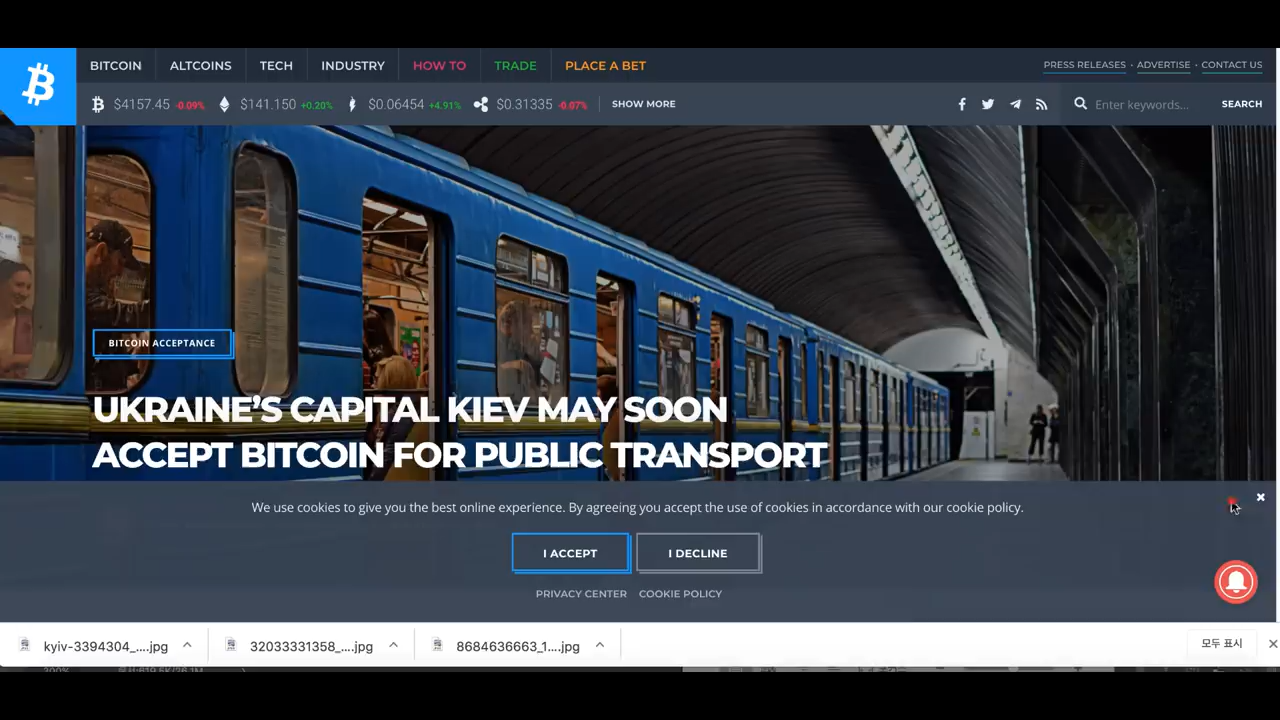 BITCOIN ALTCOINS TECH INDUSTRY HOW TO TRADE PLACE A BET PRESS RELEASES · ADVERTISE · CONTACT US
$4157.45 -0.09% $141.150 +0.20% $0.06454 +4.91% $0.31335 -0.07% SHOW MORE Enter keywords... SEARCH
BITCOIN ACCEPTANCE
UKRAINE'S CAPITAL KIEV MAY SOON
ACCEPT BITCOIN FOR PUBLIC TRANSPORT
We use cookies to give you the best online experience. By agreeing you accept the use of cookies in accordance with our cookie policy.
I ACCEPT I DECLINE
PRIVACY CENTER COOKIE POLICY
kyiv-3394304_....jpg 32033331358_....jpg 8684636663_1....jpg 모두 표시